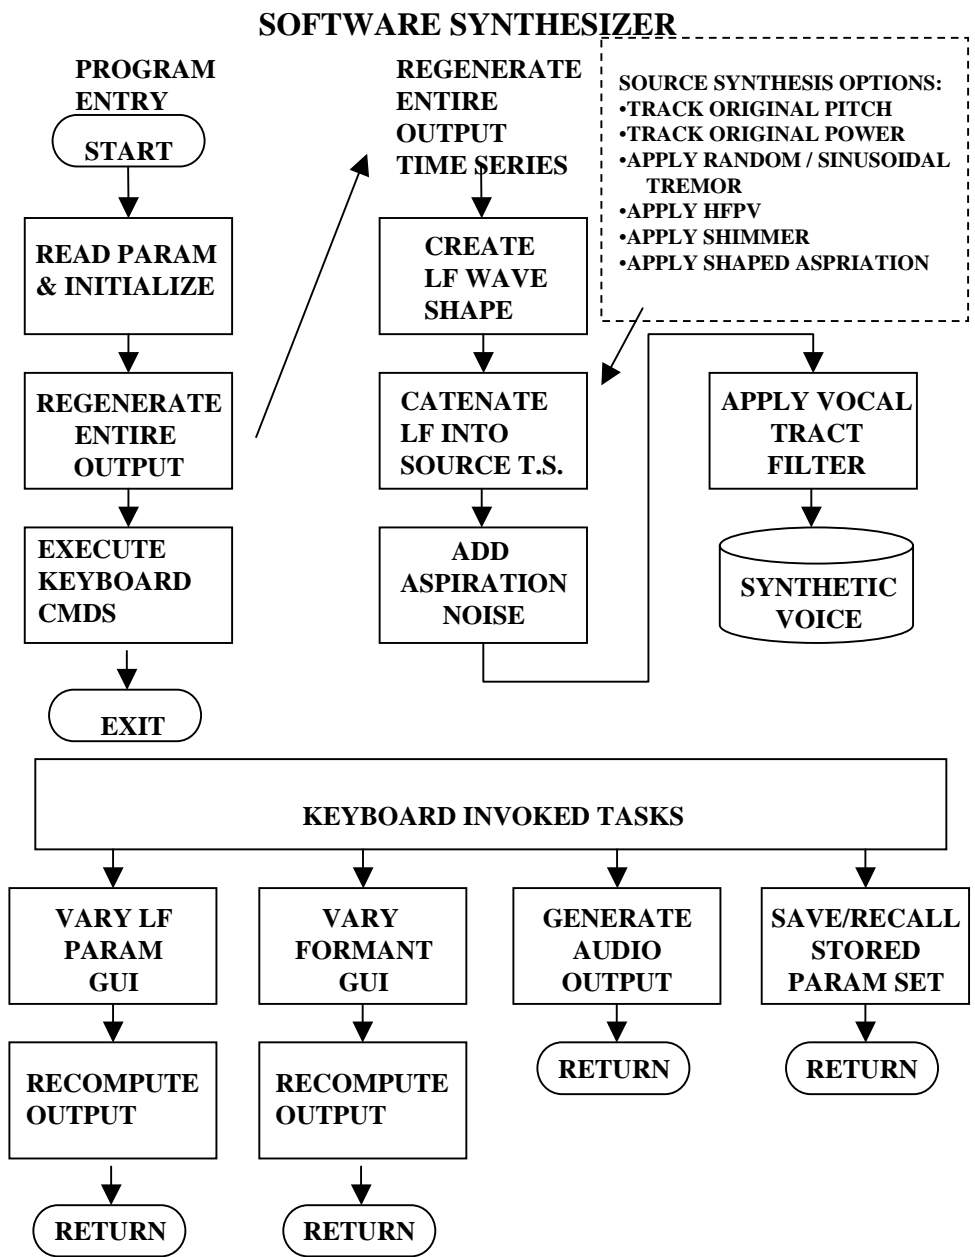 SOFTWARE SYNTHESIZER
PROGRAM
ENTRY
START
READ PARAM
& INITIALIZE
REGENERATE
ENTIRE
OUTPUT
EXECUTE
KEYBOARD
CMDS
EXIT
REGENERATE
ENTIRE
OUTPUT
TIME SERIES
CREATE
LF WAVE
SHAPE
CATENATE
LF INTO
SOURCE T.S.
ADD
ASPIRATION
NOISE
SOURCE SYNTHESIS OPTIONS:
•TRACK ORIGINAL PITCH
•TRACK ORIGINAL POWER
•APPLY RANDOM / SINUSOIDAL
TREMOR
•APPLY HFPV
•APPLY SHIMMER
•APPLY SHAPED ASPRIATION
APPLY VOCAL
TRACT
FILTER
SYNTHETIC
VOICE
KEYBOARD INVOKED TASKS
VARY LF
PARAM
GUI
RECOMPUTE
OUTPUT
RETURN
VARY
FORMANT
GUI
RECOMPUTE
OUTPUT
RETURN
GENERATE
AUDIO
OUTPUT
RETURN
SAVE/RECALL
STORED
PARAM SET
RETURN